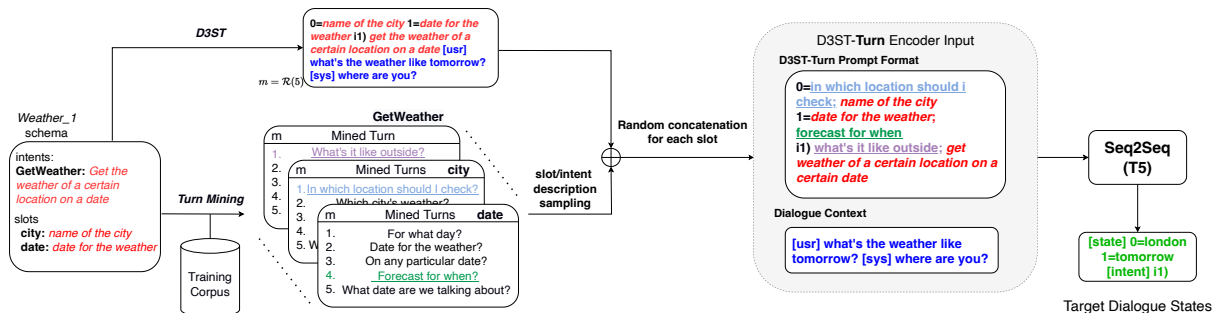 D3ST
0=name of the city 1=date for the
weather i1) get the weather of a
certain location on a date [usr]
what's the weather like tomorrow?
[sys] where are you?
m = R(5)
Weather_1
schema
intents:
GetWeather: Get the
weather of a certain
location on a date
slots
city: name of the city
date: date for the weather
Turn Mining
Training
Corpus
GetWeather
m Mined Turn
1. What's it like outside?
2.
3.
4.
5.
m Mined Turns city
1. In which location should I check?
2. Which city's weather?
3.
4.
5. W
m Mined Turns date
1. For what day?
2. Date for the weather?
3. On any particular date?
4. Forecast for when?
5. What date are we talking about?
slot/intent
description
sampling
Random concatenation
for each slot
D3ST-Turn Encoder Input
D3ST-Turn Prompt Format
0=in which location should i
check; name of the city
1=date for the weather;
forecast for when
i1) what's it like outside; get
weather of a certain location on a
certain date
Dialogue Context
[usr] what's the weather like
tomorrow? [sys] where are you?
Seq2Seq
(T5)
[state] 0=london
1=tomorrow
[intent] i1)
Target Dialogue States